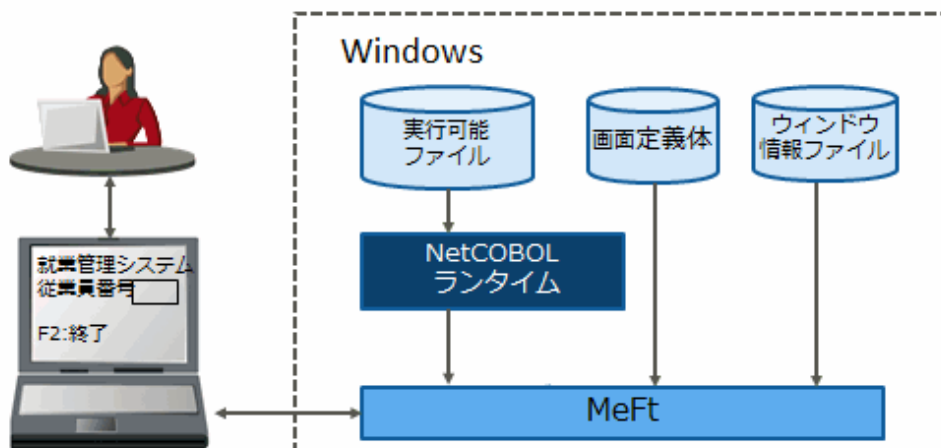 Windows
実行可能
ファイル
画面定義体
ウィンドウ
情報ファイル
NetCOBOL
ランタイム
就業管理システム
従業員番号
F2:終了
MeFt